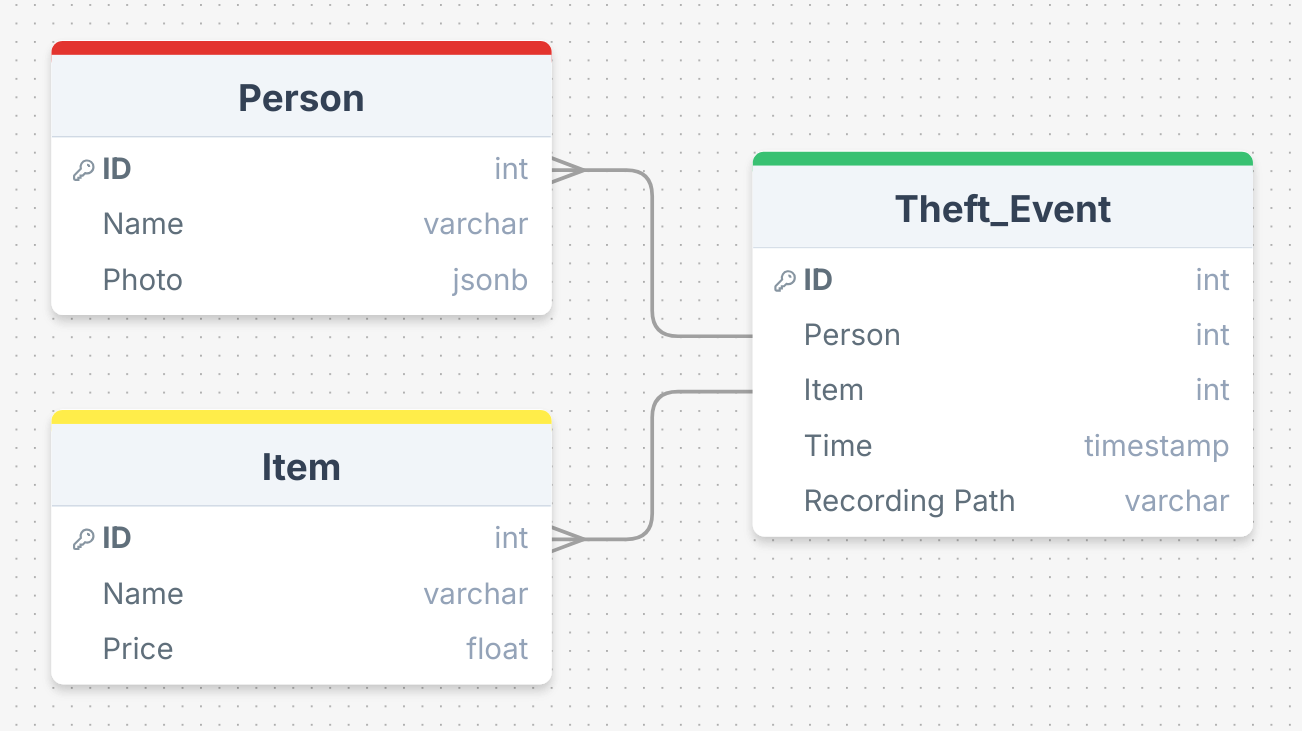 Person
ID int
Name varchar
Photo jsonb
Theft_Event
ID int
Person int
Item int
Time timestamp
Recording Path varchar
Item
ID int
Name varchar
Price float